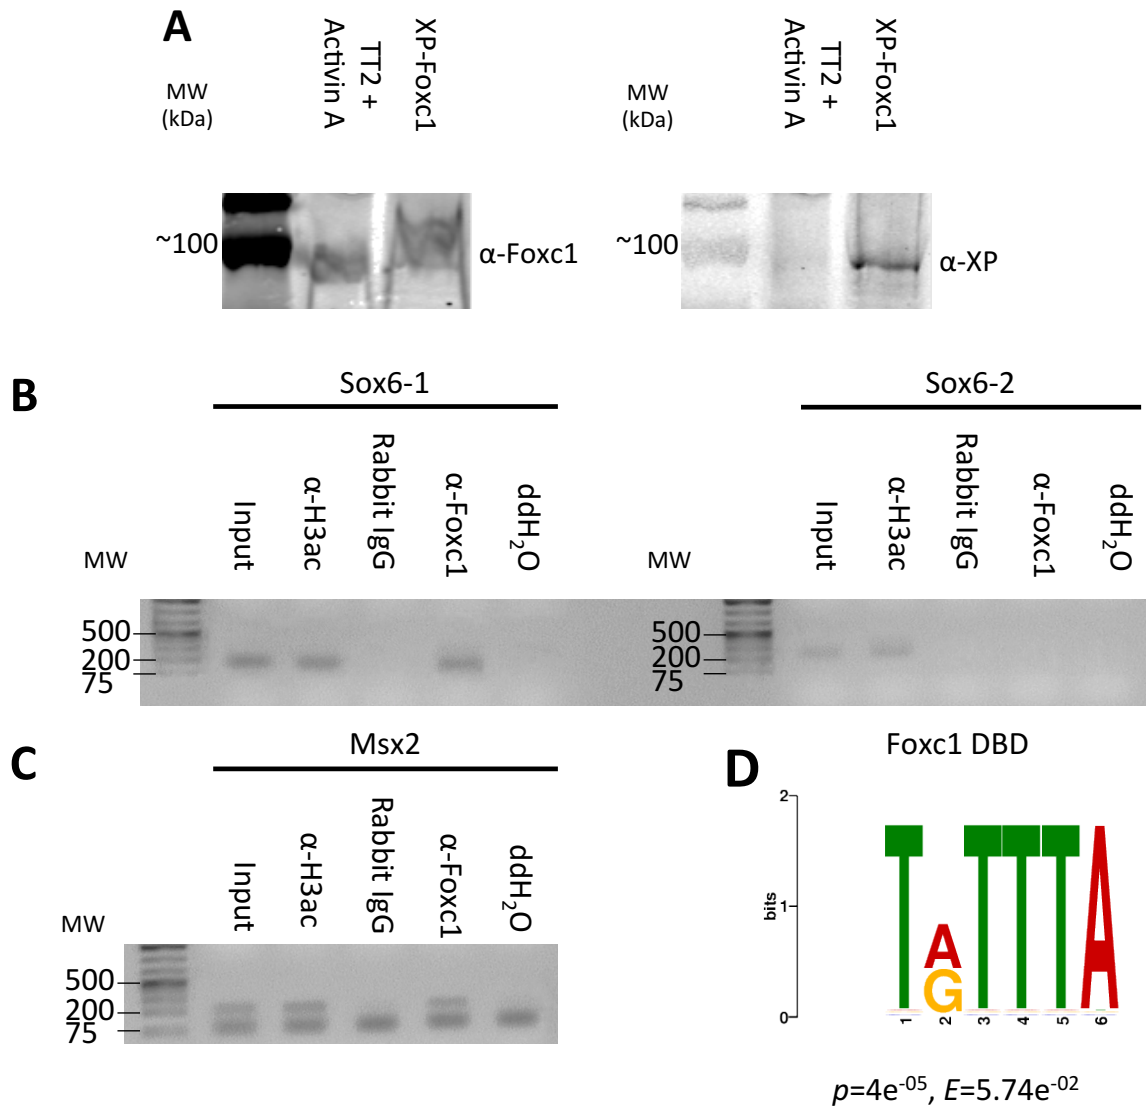 A
MW
(kDa)
TT2 +
Activin A
XP-Foxc1
~100
α-Foxc1
MW
(kDa)
TT2 +
Activin A
XP-Foxc1
~100
α-XP
B
Sox6-1
MW
Input
α-H3ac
Rabbit IgG
α-Foxc1
ddH₂O
500
200
75
Sox6-2
MW
Input
α-H3ac
Rabbit IgG
α-Foxc1
ddH₂O
500
200
75
C
Msx2
MW
Input
α-H3ac
Rabbit IgG
α-Foxc1
ddH₂O
500
200
75
D
Foxc1 DBD
2
1
0
bits
T A G T T T A
1 2 3 4 5 6
p=4e⁻⁰⁵, E=5.74e⁻⁰²